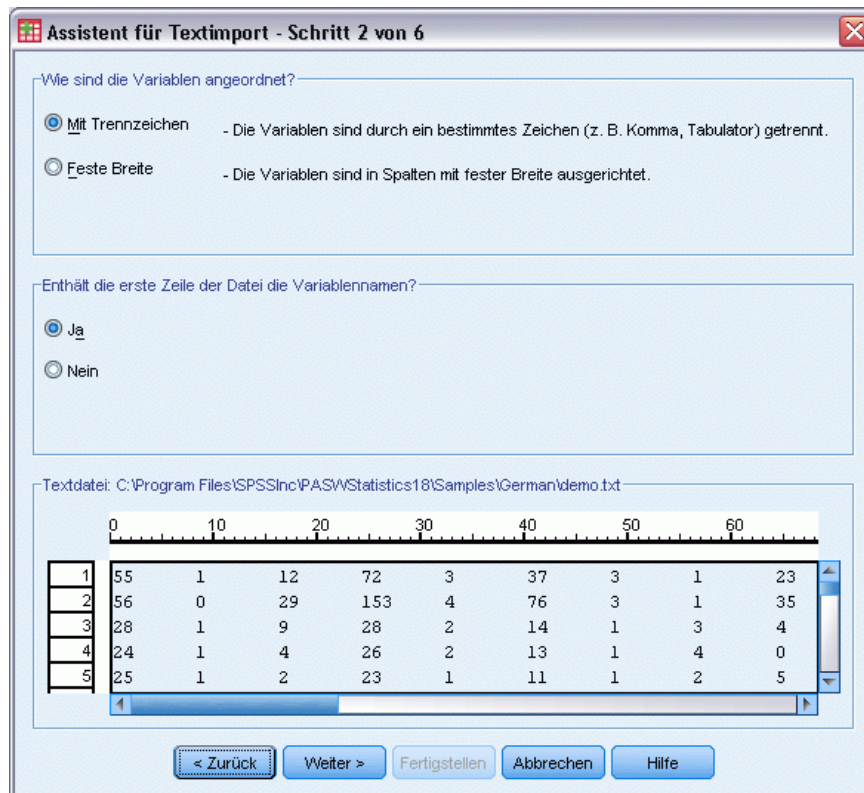 Assistent für Textimport - Schritt 2 von 6
Wie sind die Variablen angeordnet?
Mit Trennzeichen - Die Variablen sind durch ein bestimmtes Zeichen (z. B. Komma, Tabulator) getrennt.
Feste Breite - Die Variablen sind in Spalten mit fester Breite ausgerichtet.
Enthält die erste Zeile der Datei die Variablennamen?
Ja
Nein
Textdatei: C:\Program Files\SPSSInc\PASWStatistics18\Samples\German\demo.txt
0 10 20 30 40 50 60
1 55 1 12 72 3 37 3 1 23
2 56 0 29 153 4 76 3 1 35
3 28 1 9 28 2 14 1 3 4
4 24 1 4 26 2 13 1 4 0
5 25 1 2 23 1 11 1 2 5
< Zurück Weiter > Fertigstellen Abbrechen Hilfe